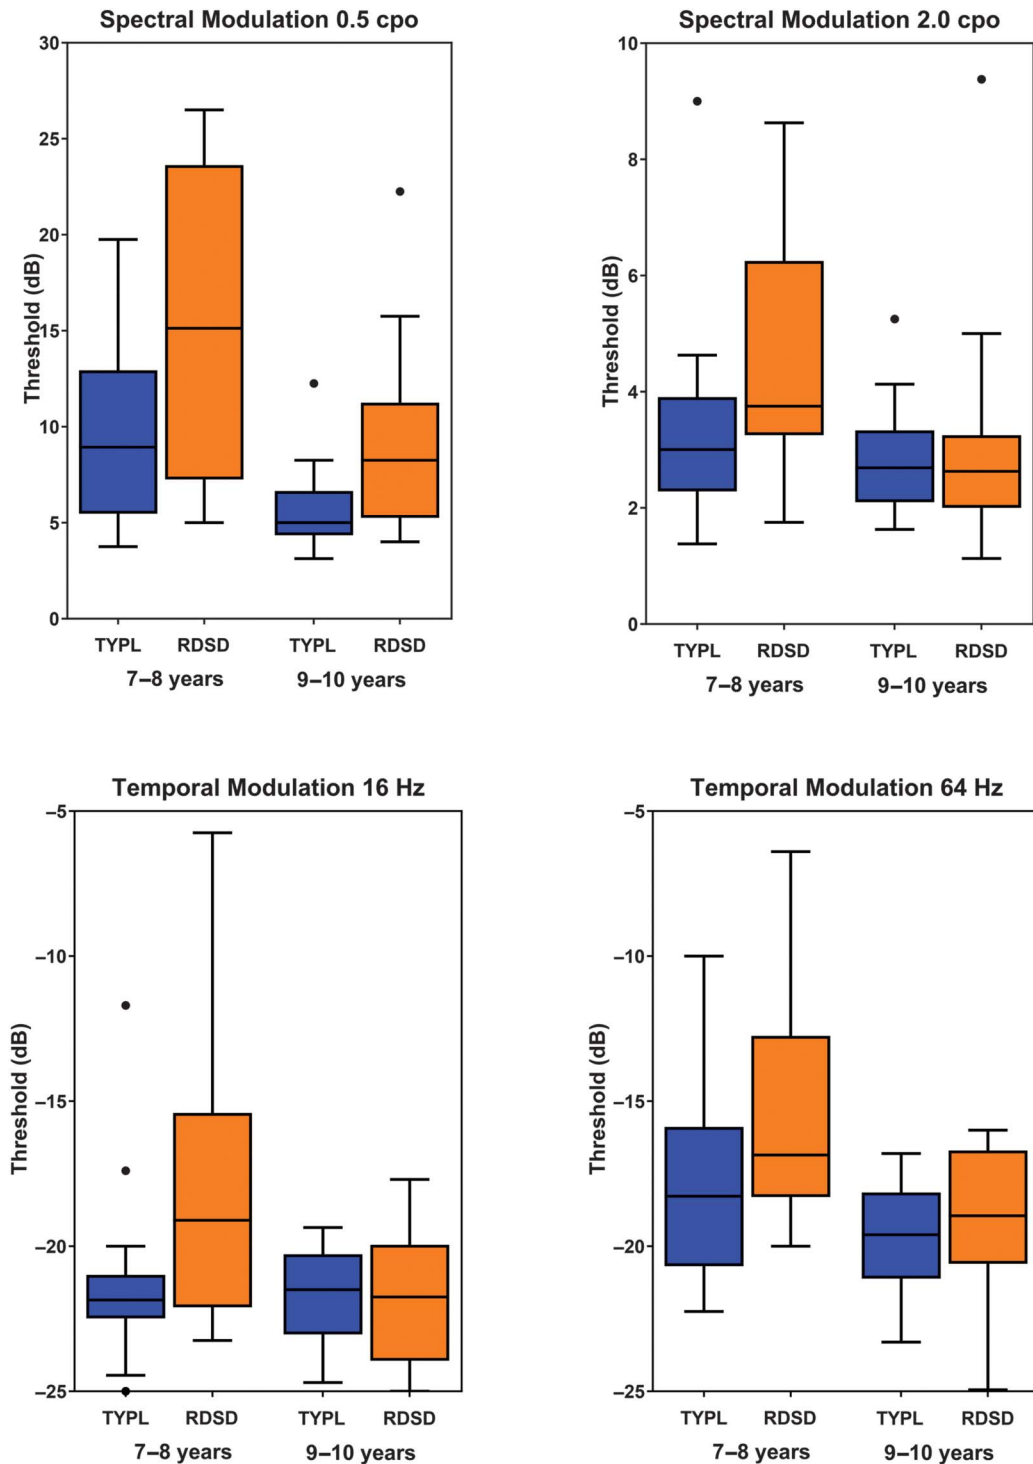 Spectral Modulation 0.5 cpo
30
25
20
15
10
5
0
Threshold (dB)
TYPL RDSD TYPL RDSD
7–8 years 9–10 years
Spectral Modulation 2.0 cpo
10
8
6
4
2
0
Threshold (dB)
TYPL RDSD TYPL RDSD
7–8 years 9–10 years
Temporal Modulation 16 Hz
–5
–10
–15
–20
–25
Threshold (dB)
TYPL RDSD TYPL RDSD
7–8 years 9–10 years
Temporal Modulation 64 Hz
–5
–10
–15
–20
–25
Threshold (dB)
TYPL RDSD TYPL RDSD
7–8 years 9–10 years